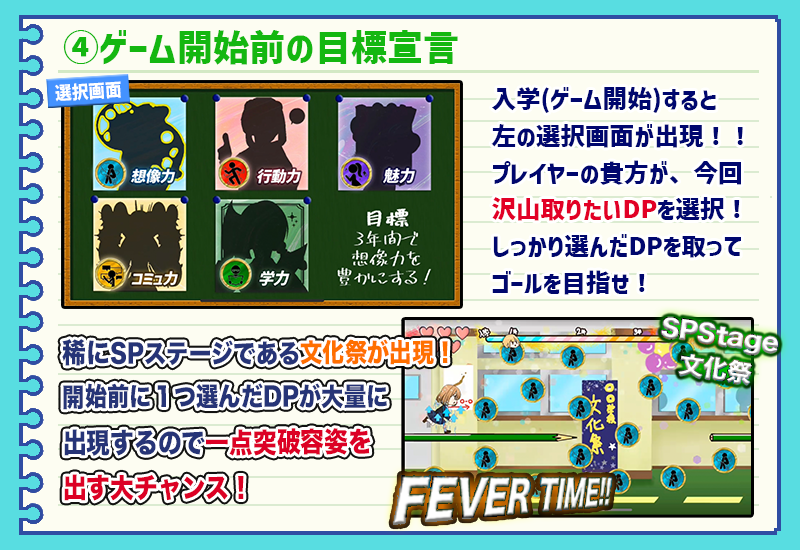 ④ゲーム開始前の目標宣言
選択画面
想像力
行動力
魅力
コミュ力
学力
目標
3年間で
想像力を
豊かにする！
入学(ゲーム開始)すると
左の選択画面が出現！！
プレイヤーの貴方が、今回
沢山取りたいDPを選択！
しっかり選んだDPを取って
ゴールを目指せ！
稀にSPステージである文化祭が出現！
開始前に１つ選んだDPが大量に
出現するので一点突破容姿を
出す大チャンス！
SPStage
文化祭
文化祭
FEVER TIME!!